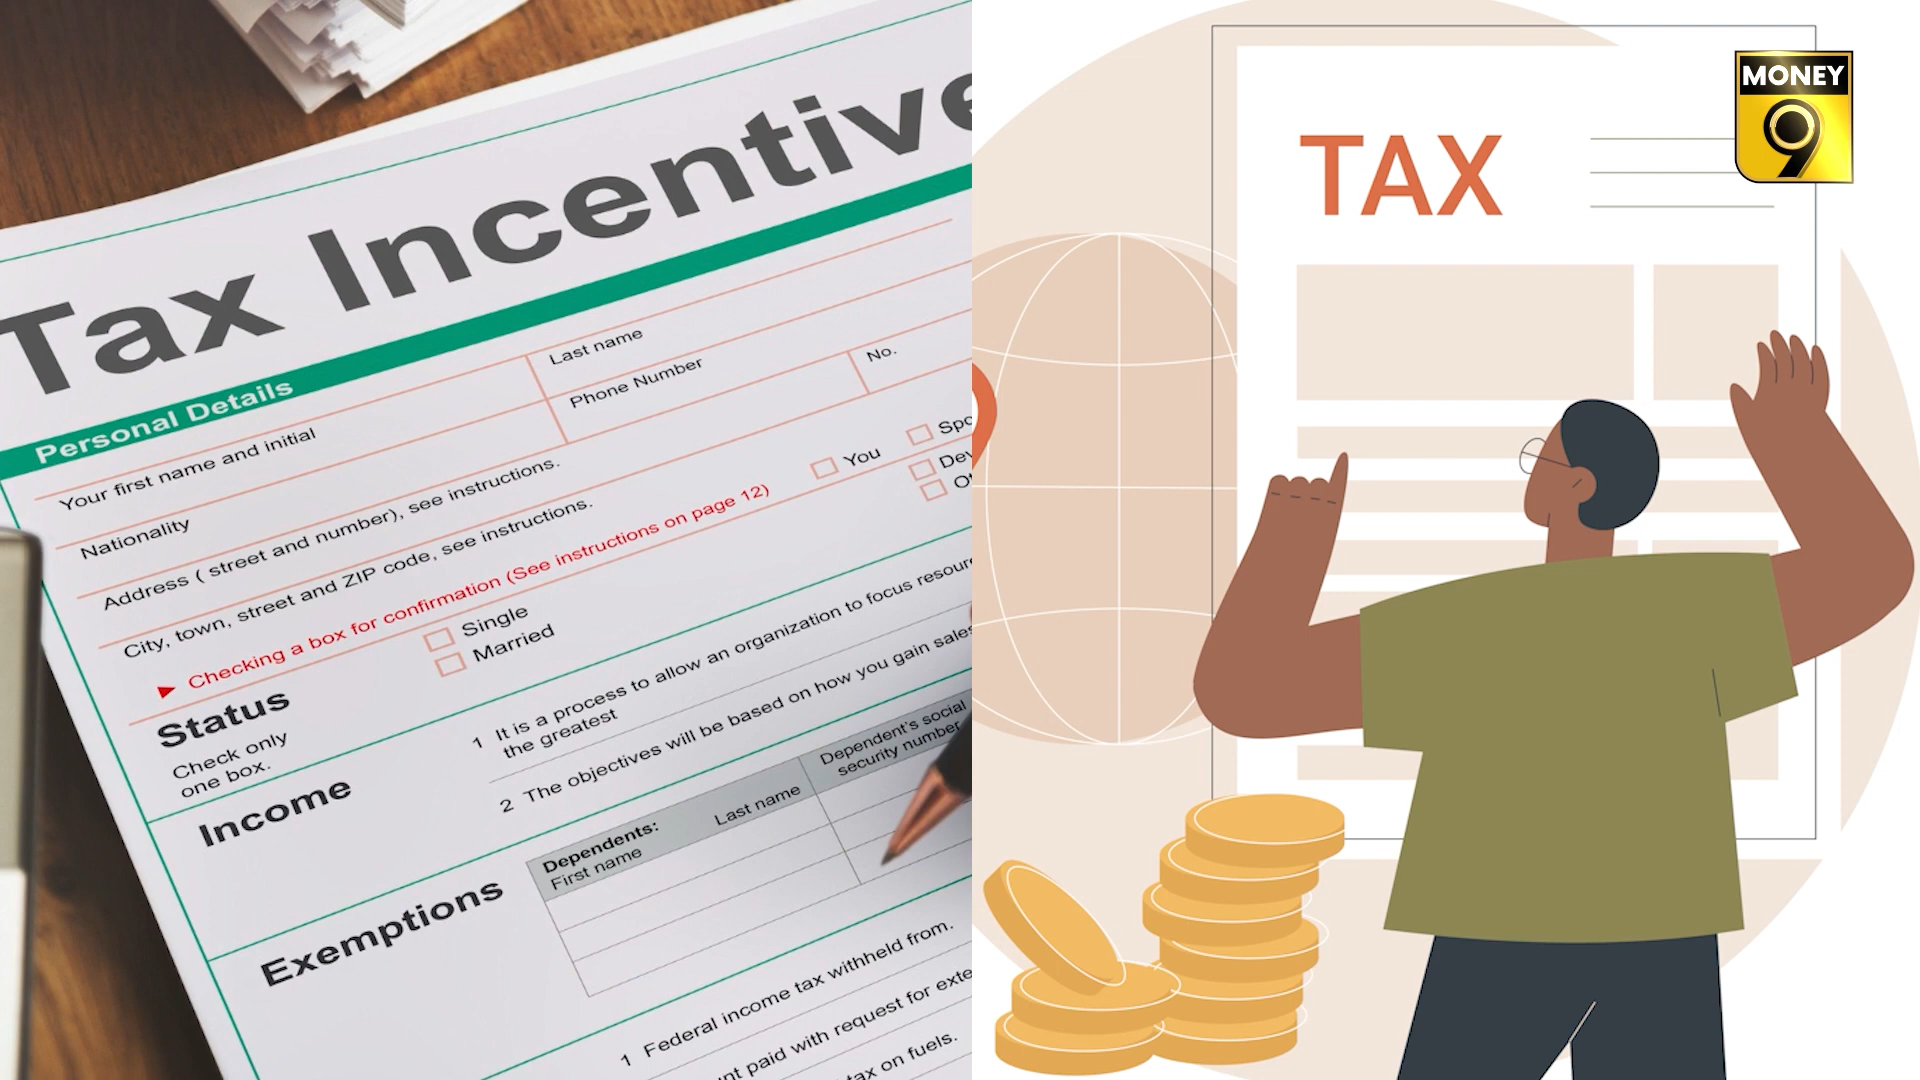 Tax Incentive
Personal Details
Your first name and initial
Last name
Nationality
Phone Number
No.
Address ( street and number), see instructions.
City, town, street and ZIP code, see instructions.
Checking a box for confirmation (See instructions on page 12)
You
Single
Married
Status
Check only
one box.
Income
1 It is a process to allow an organization to focus
the greatest
2 The objectives will be based on how you gain sales
Dependents:
First name
Last name
Dependent's social
security number
Exemptions
1 Federal income tax withheld from.
paid with request for
tax on fuels.
TAX
MONEY
9